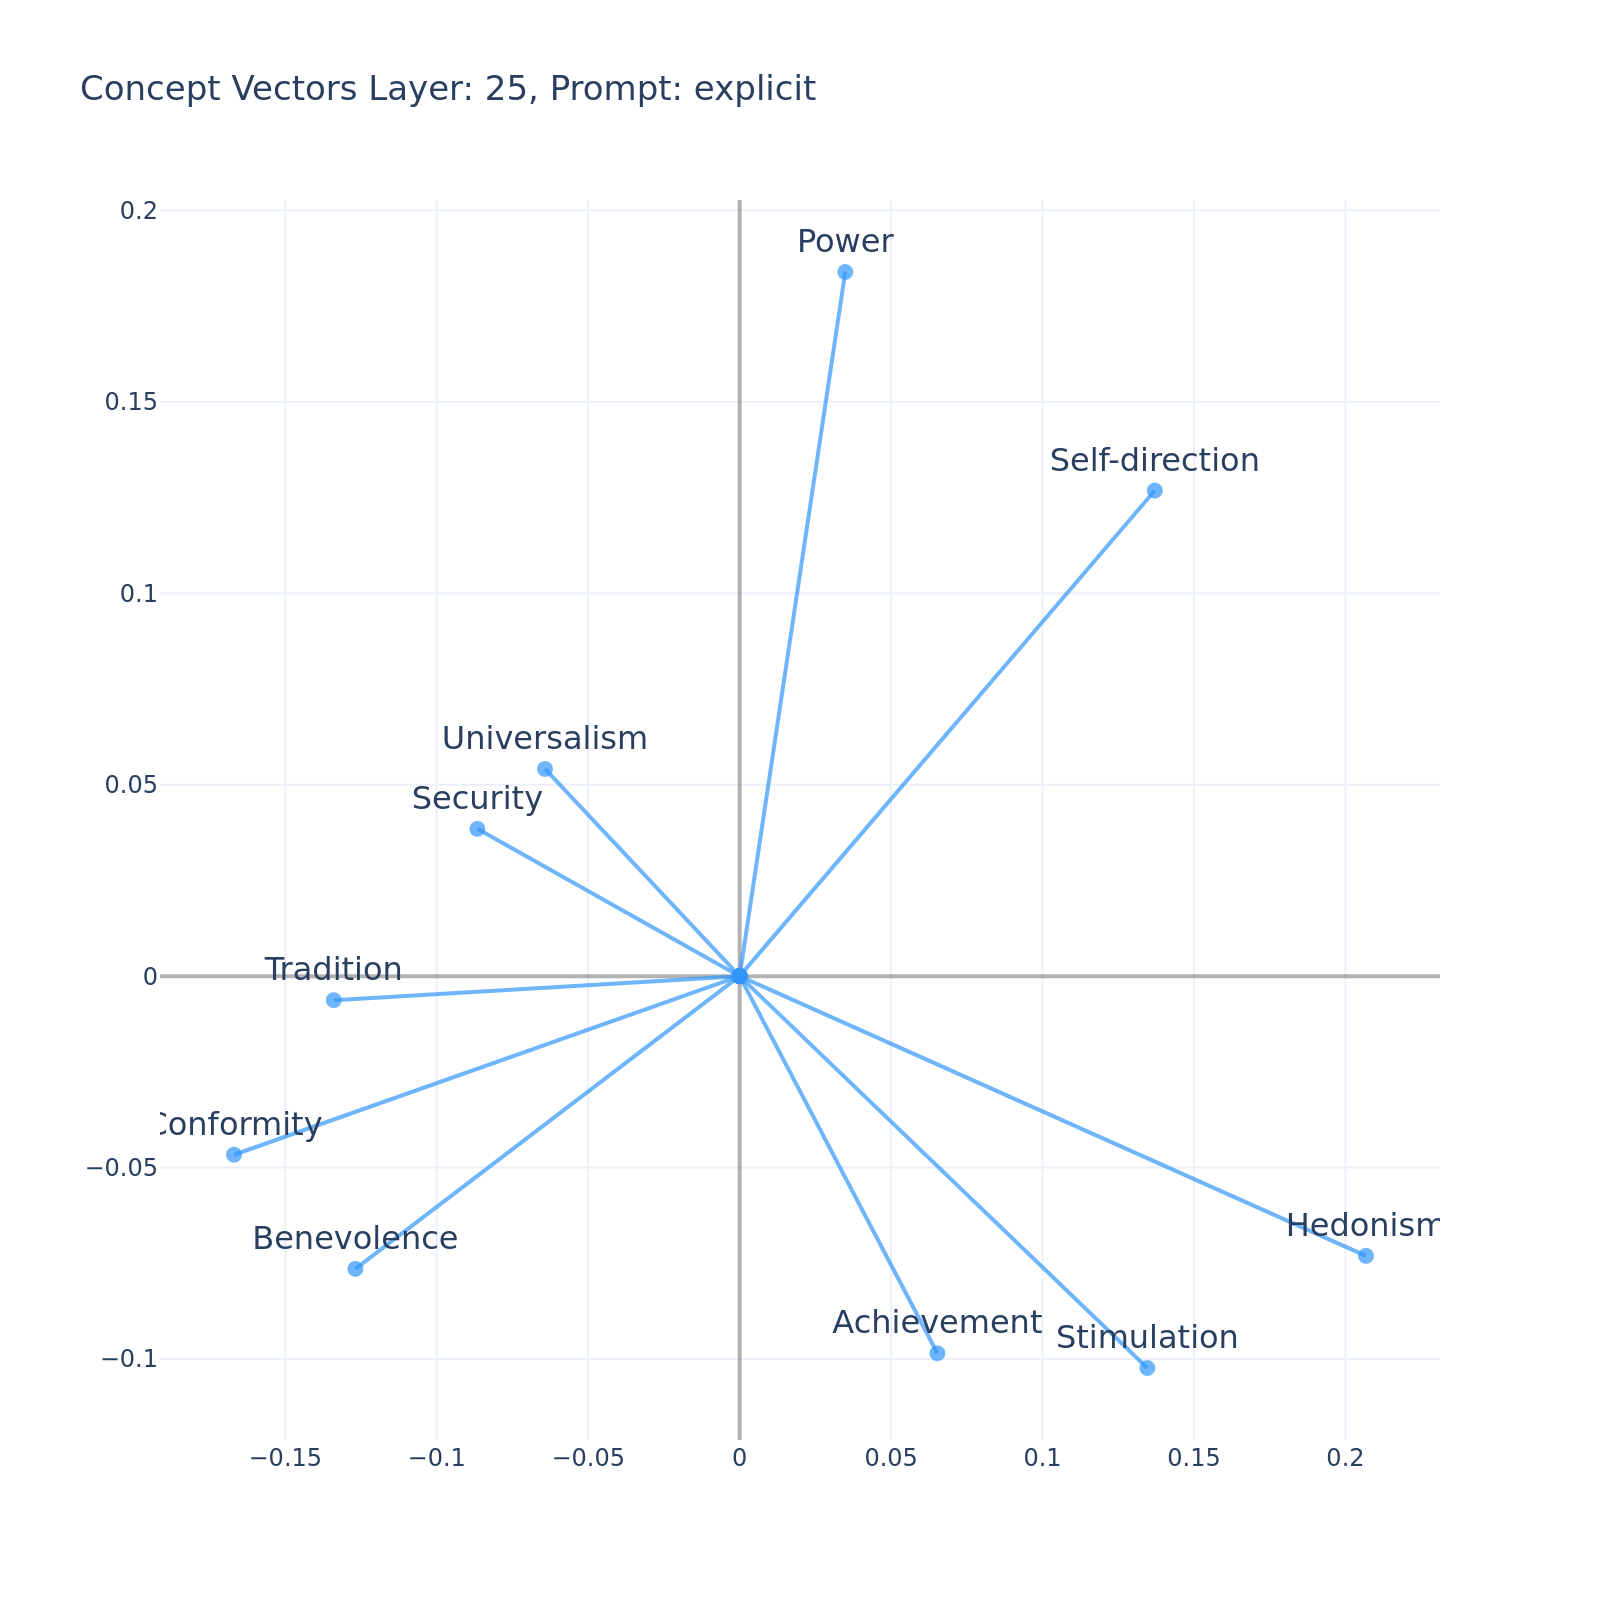 Concept Vectors Layer: 25, Prompt: explicit
0.2
Power
0.15
Self-direction
0.1
Universalism
0.05
Security
Tradition
0
onformity
−0.05
Benevolence
Hedonism
Achievement
Stimulation
−0.1
−0.15
−0.1
−0.05
0
0.05
0.1
0.15
0.2